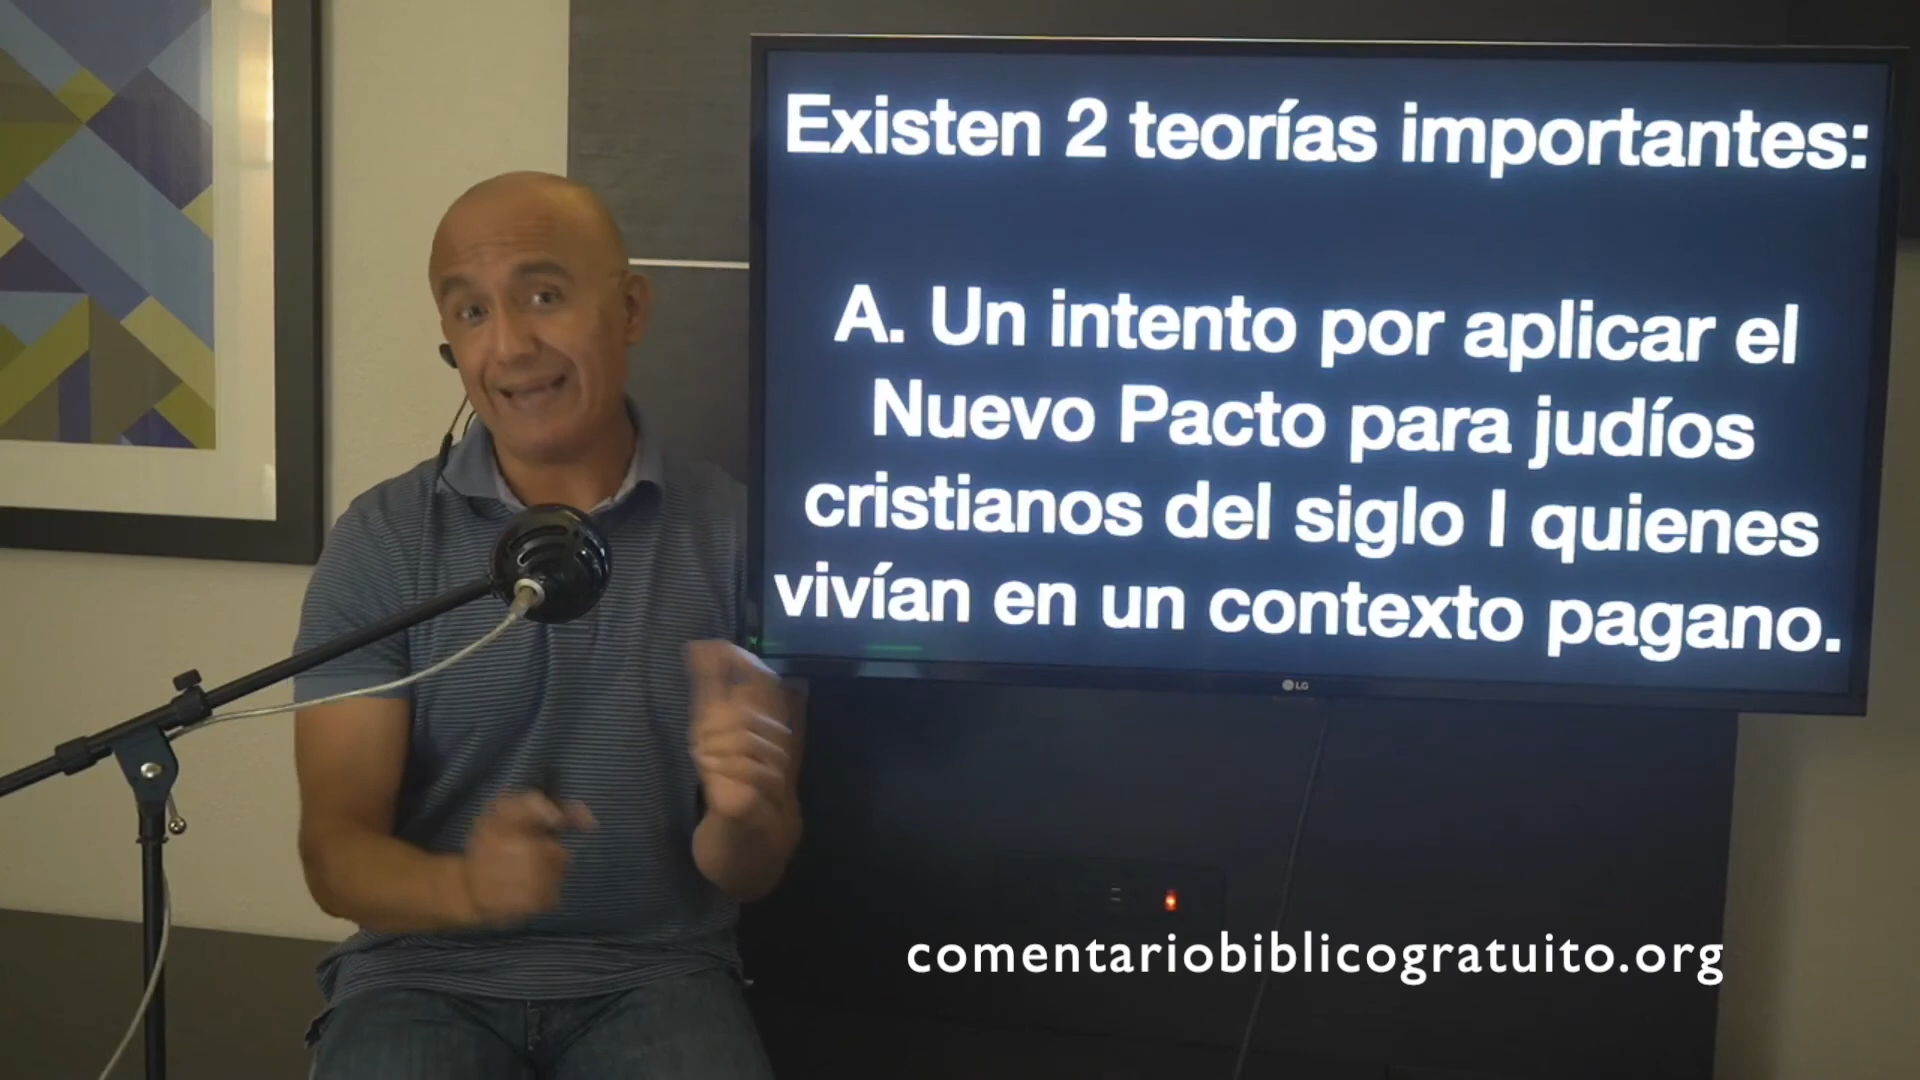 Existen 2 teorías importantes:
A. Un intento por aplicar el
Nuevo Pacto para judíos
cristianos del siglo I quienes
vivían en un contexto pagano.
LG
comentariobiblicogratuito.org